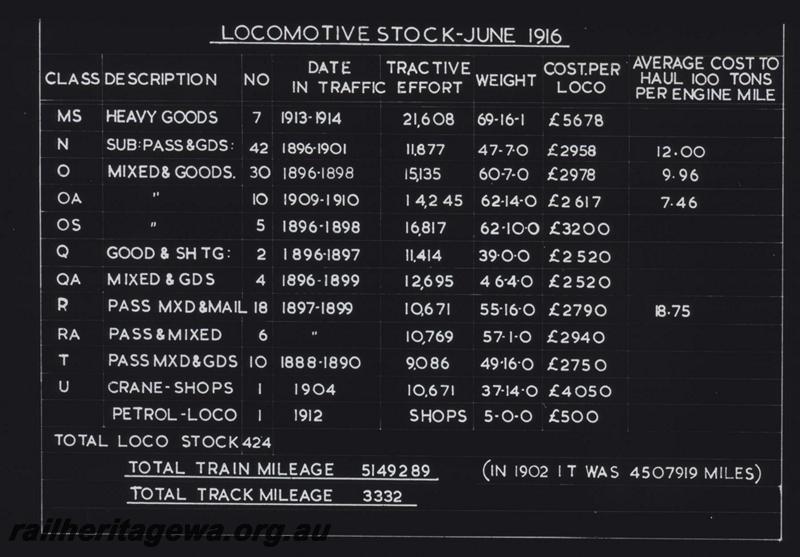 LOCOMOTIVE STOCK-JUNE 1916
CLASS DESCRIPTION NO DATE IN TRAFFIC TRACTIVE EFFORT WEIGHT COST.PER LOCO AVERAGE COST TO HAUL 100 TONS PER ENGINE MILE
MS HEAVY GOODS 7 1913-1914 21,608 69-16-1 £5678
N SUB:PASS&GDS: 42 1896-1901 11,877 47-7-0 £2958 12.00
O MIXED& GOODS. 30 1896-1898 15,135 60-7-0 £2978 9.96
OA " 10 1909-1910 14,245 62-14-0 £2617 7.46
OS " 5 1896-1898 16,817 62-10-0 £3200
Q GOOD & SHTG: 2 1896-1897 11,414 39-0-0 £2520
QA MIXED & GDS 4 1896-1899 12,695 46-4-0 £2520
R PASS MXD&MAIL 18 1897-1899 10,671 55-16-0 £2790 18.75
RA PASS & MIXED 6 " 10,769 57-1-0 £2940
T PASS MXD&GDS 10 1888-1890 9,086 49-16-0 £2750
U CRANE-SHOPS 1 1904 10,671 37-14-0 £4050
PETROL-LOCO 1 1912 SHOPS 5-0-0 £500
TOTAL LOCO STOCK 424
TOTAL TRAIN MILEAGE 5149289 (IN 1902 IT WAS 4507919 MILES)
TOTAL TRACK MILEAGE 3332
railheritagewa.org.au